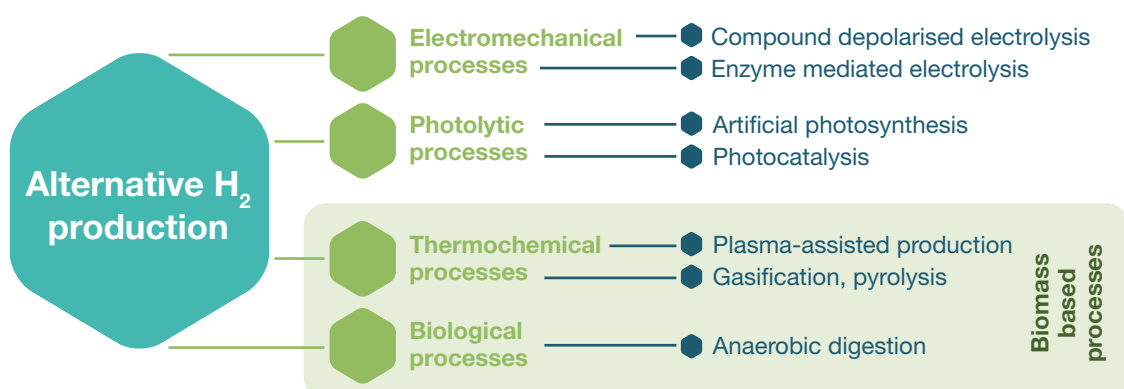 Alternative H₂
production
Electromechanical
processes
Compound depolarised electrolysis
Enzyme mediated electrolysis
Photolytic
processes
Artificial photosynthesis
Photocatalysis
Thermochemical
processes
Plasma-assisted production
Gasification, pyrolysis
Biological
processes
Anaerobic digestion
Biomass
based
processes